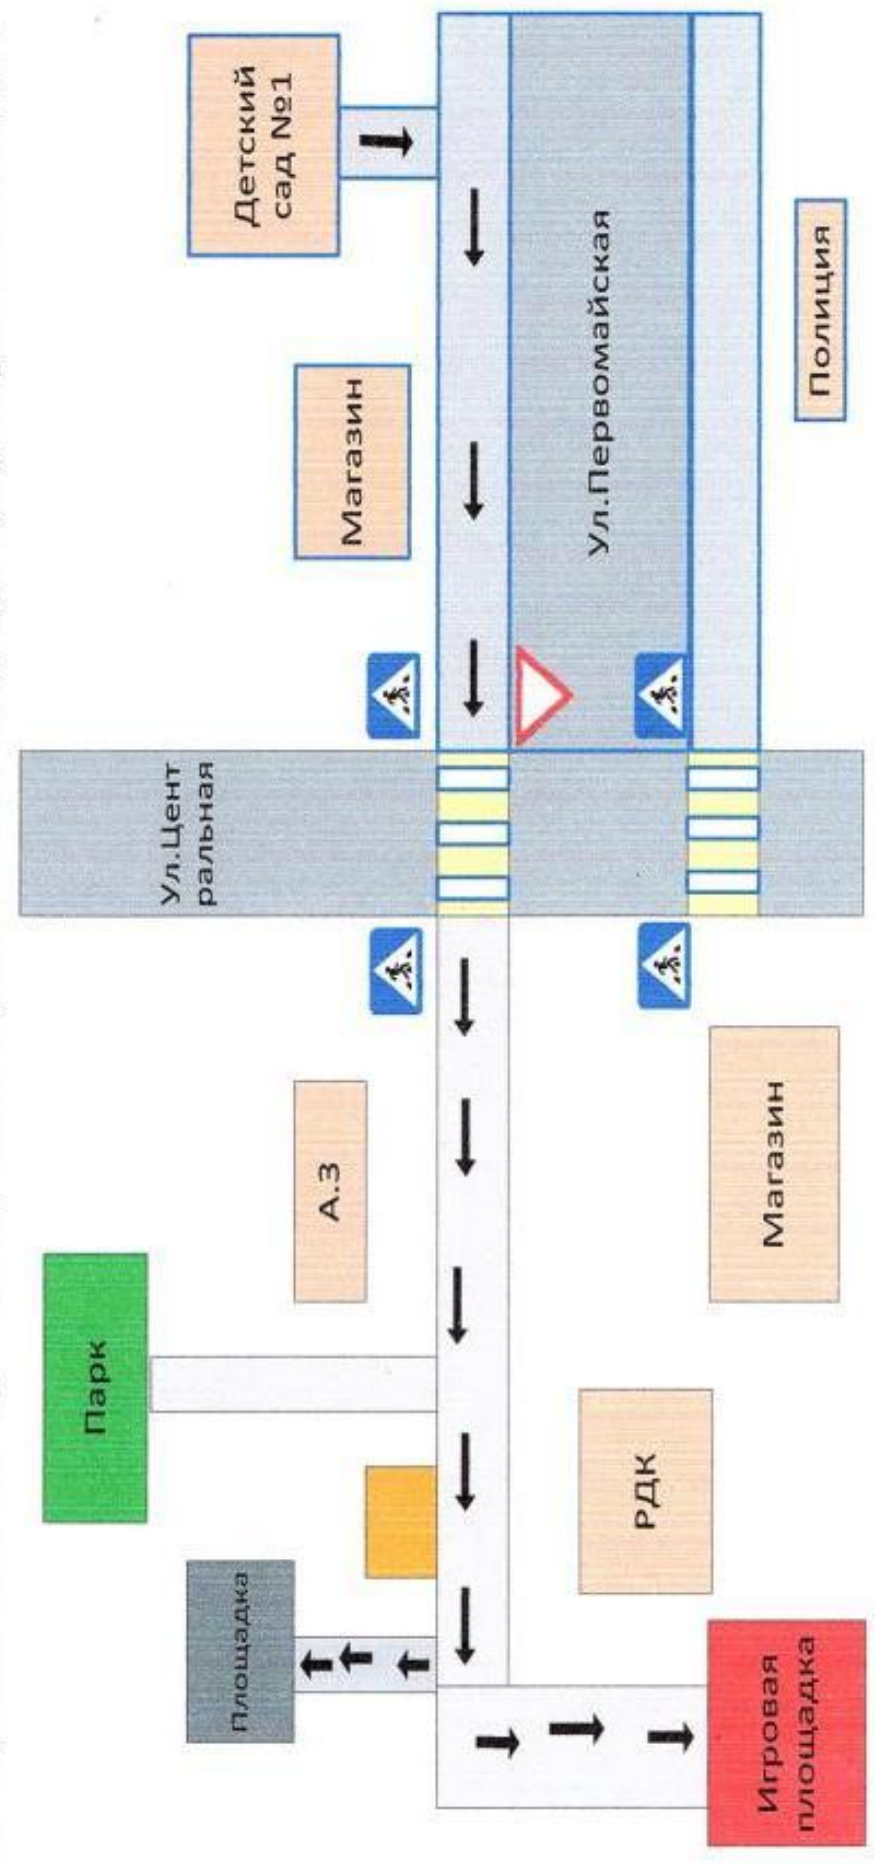 Детский
сад №1
Магазин
Ул.Первомайская
Полиция
Ул.Цент
ральная
А.З
Магазин
Парк
РДК
Площадка
Игровая
площадка